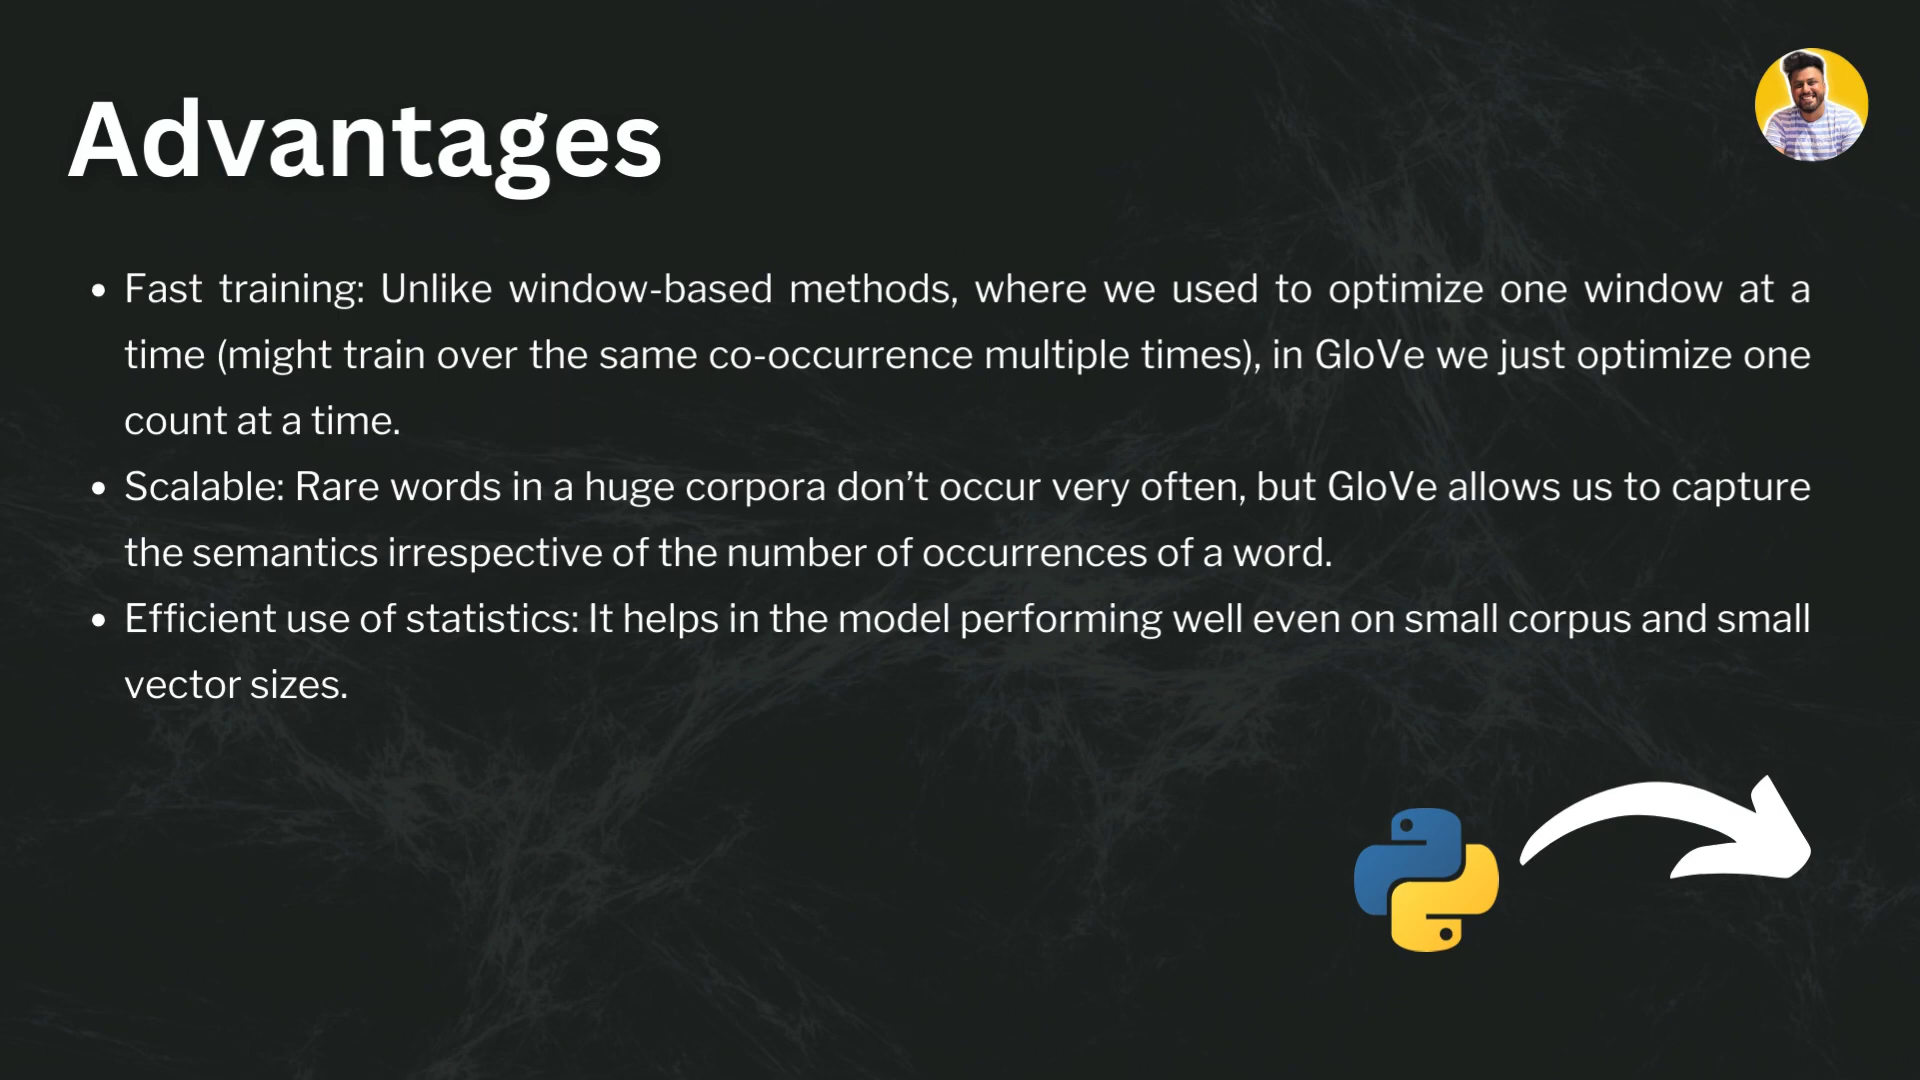 Advantages
• Fast training: Unlike window-based methods, where we used to optimize one window at a
time (might train over the same co-occurrence multiple times), in GloVe we just optimize one
count at a time.
• Scalable: Rare words in a huge corpora don’t occur very often, but GloVe allows us to capture
the semantics irrespective of the number of occurrences of a word.
• Efficient use of statistics: It helps in the model performing well even on small corpus and small
vector sizes.